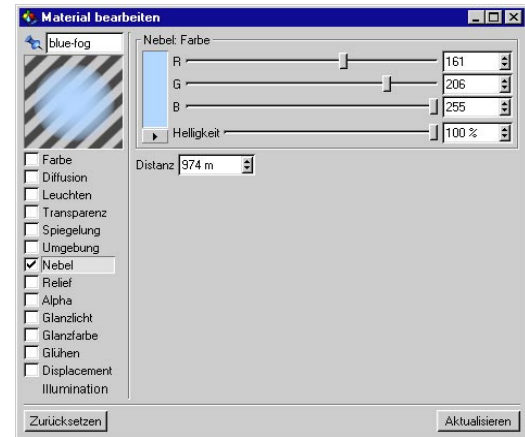 Material bearbeiten
blue-fog
Nebel: Farbe
R 161
G 206
B 255
Helligkeit 100 %
Distanz 974 m
Farbe
Diffusion
Leuchten
Transparenz
Spiegelung
Umgebung
Nebel
Relief
Alpha
Glanzlicht
Glanzfarbe
Glühen
Displacement
Illumination
Zurücksetzen
Aktualisieren